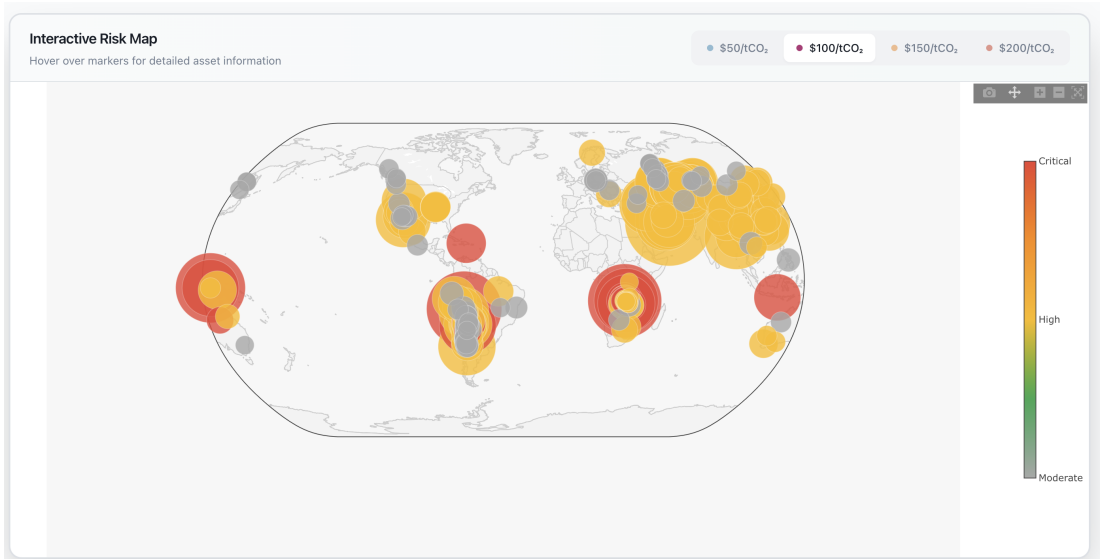 Interactive Risk Map
Hover over markers for detailed asset information
$50/tCO₂
$100/tCO₂
$150/tCO₂
$200/tCO₂
Critical
High
Moderate